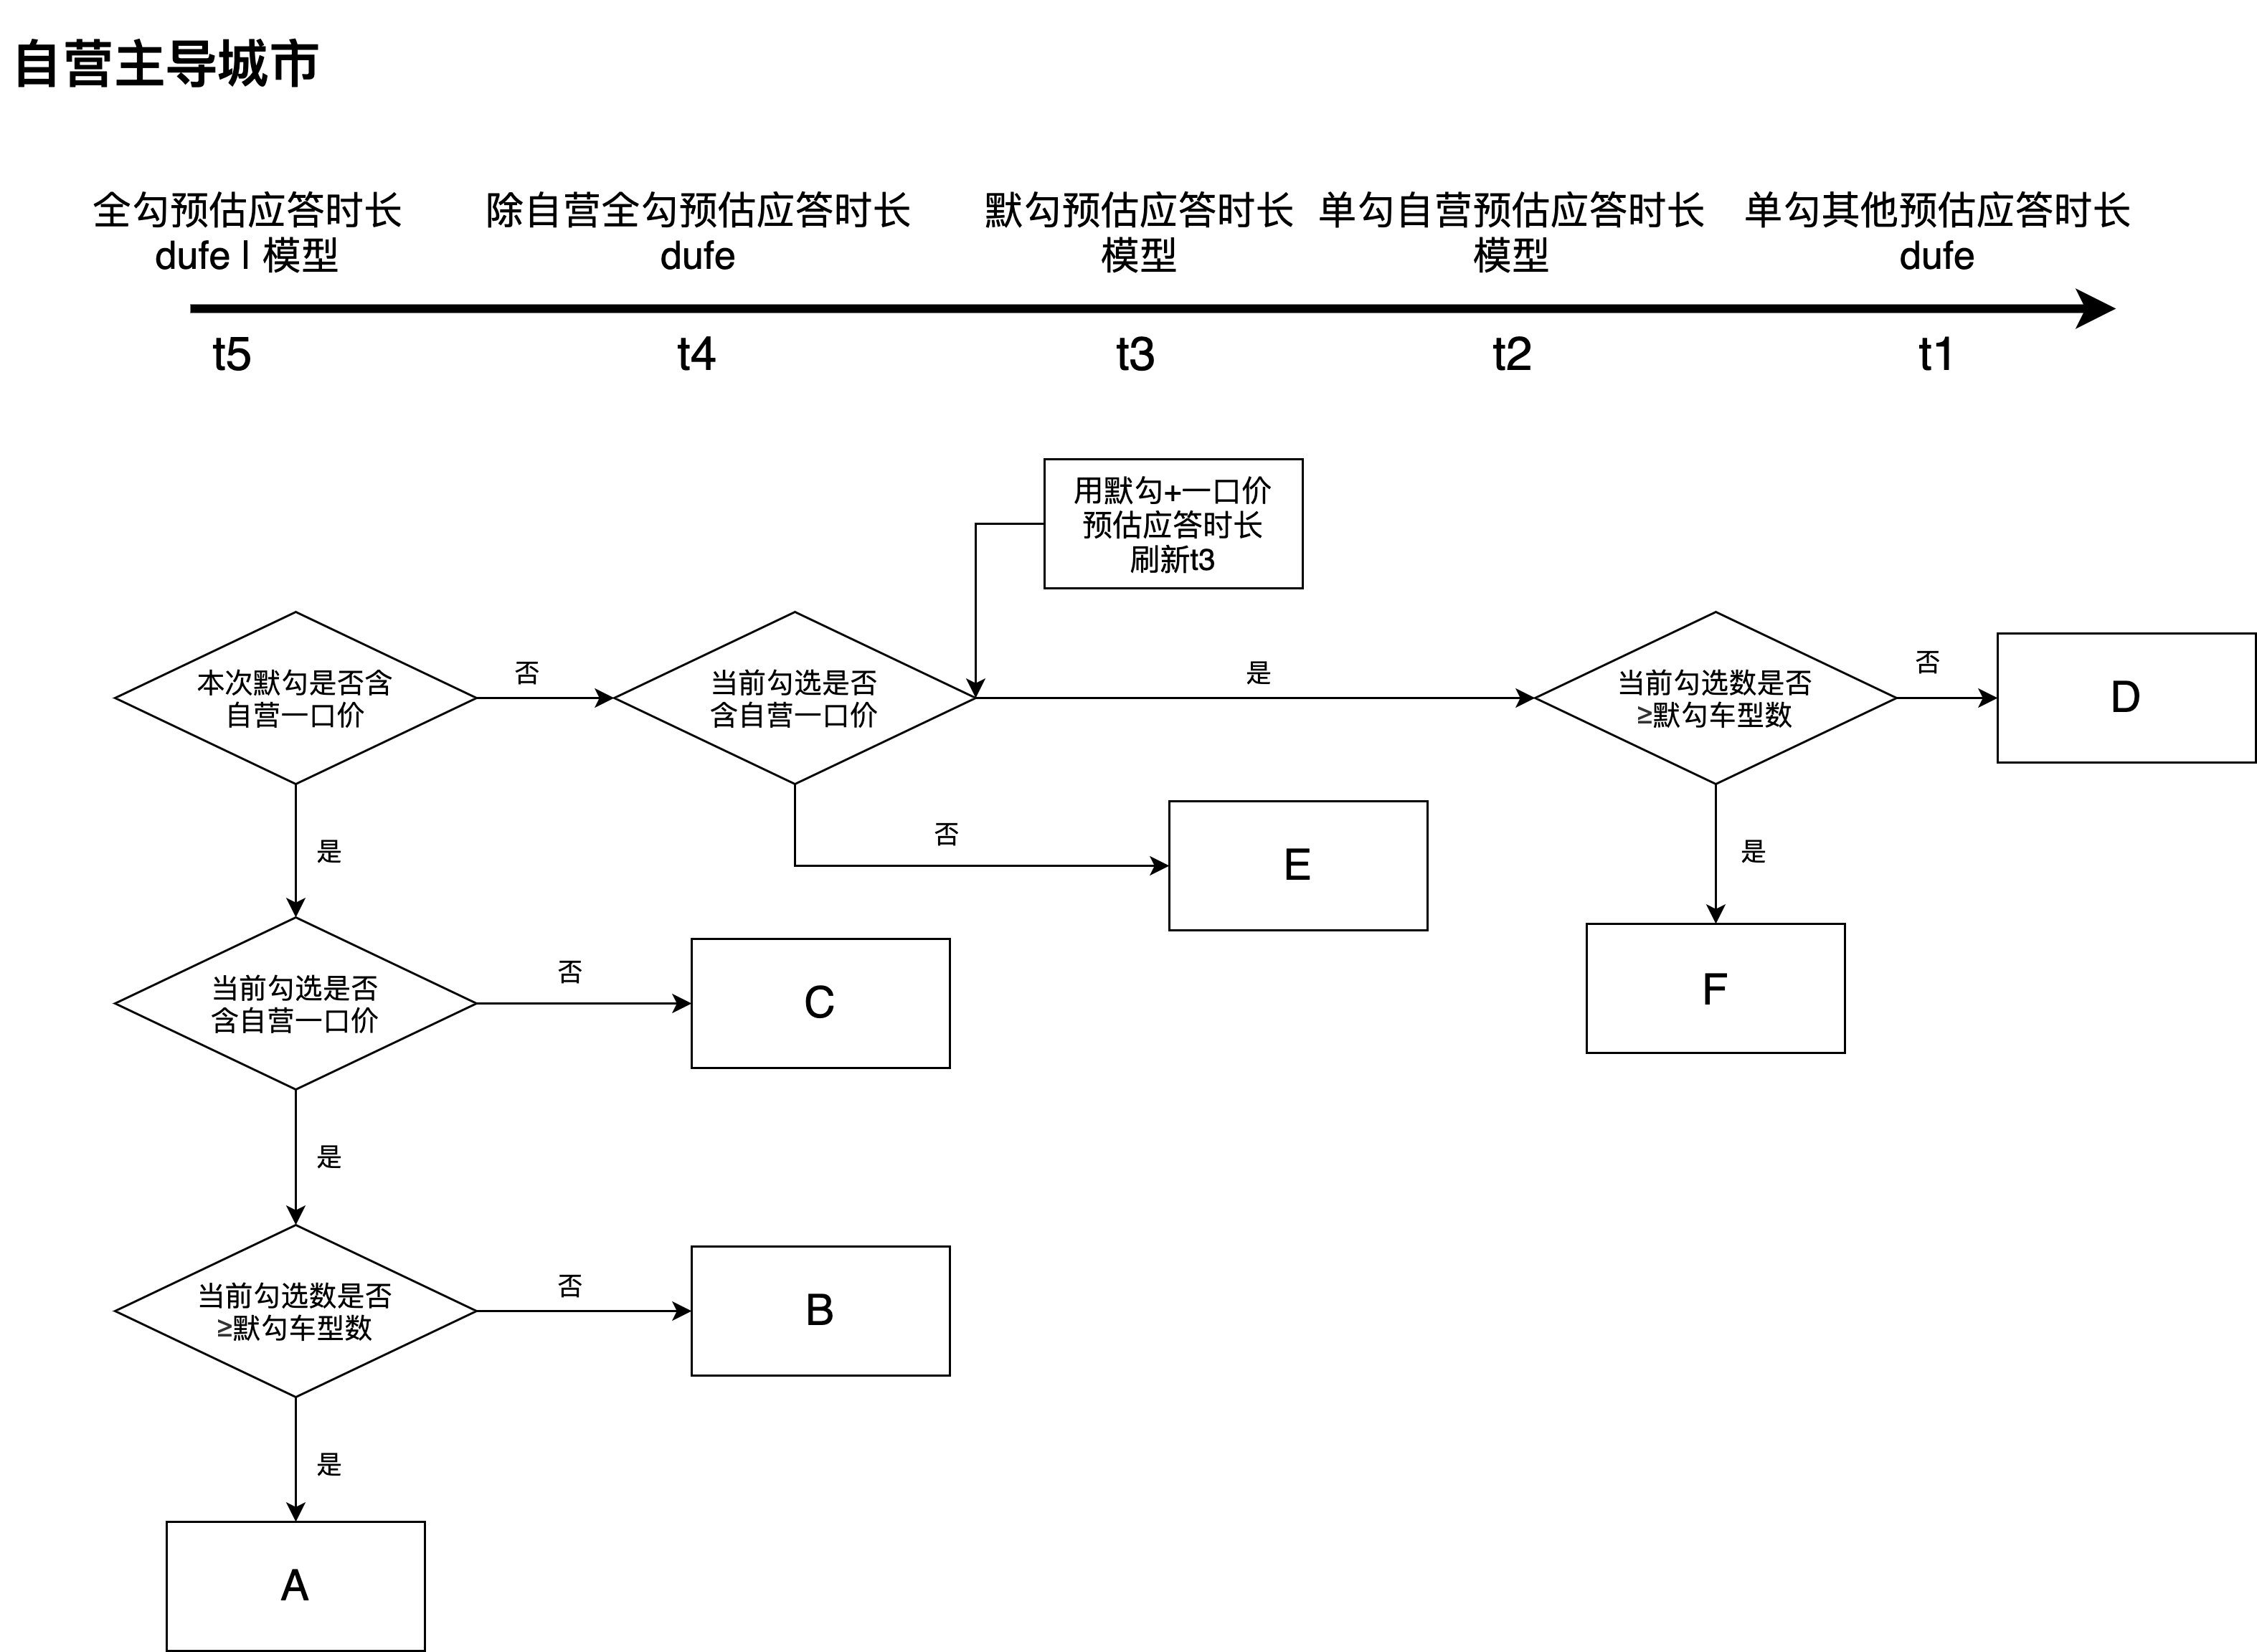 自营主导城市
全勾预估应答时长
dufe | 模型
除自营全勾预估应答时长
dufe
默勾预估应答时长
模型
单勾自营预估应答时长
模型
单勾其他预估应答时长
dufe
t5
t4
t3
t2
t1
用默勾+一口价
预估应答时长
刷新t3
本次默勾是否含
自营一口价
否
当前勾选是否
含自营一口价
是
当前勾选数是否
≥默勾车型数
否
D
是
否
E
是
F
当前勾选是否
含自营一口价
否
C
是
当前勾选数是否
≥默勾车型数
否
B
是
A